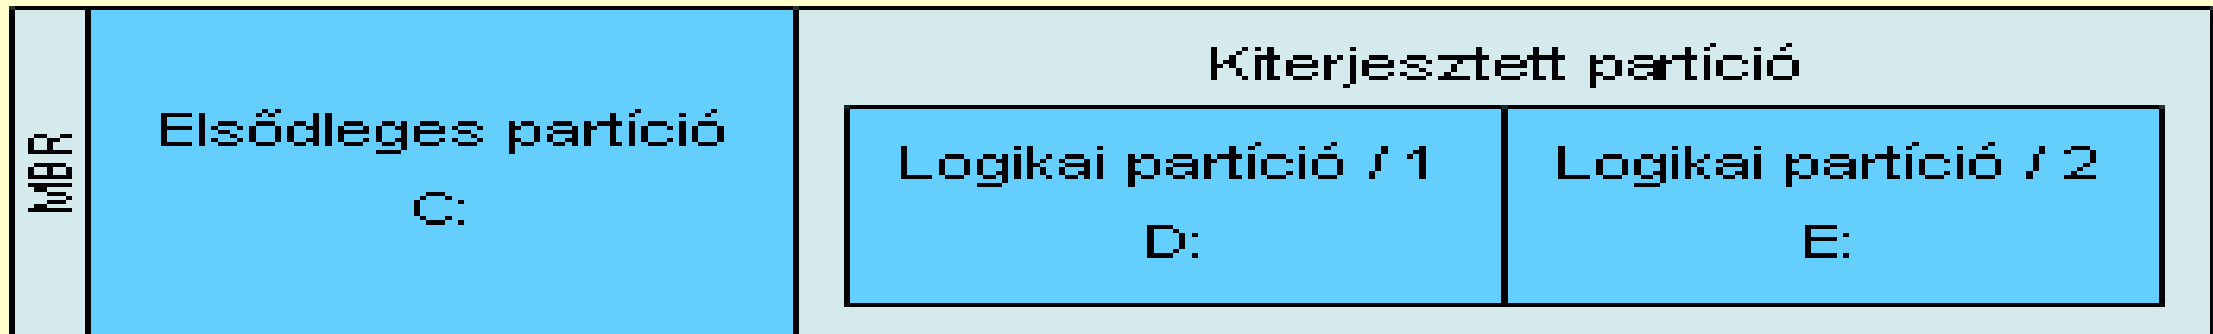 MBR
Elsődleges partíció
C:
Kiterjesztett partíció
Logikai partíció / 1
D:
Logikai partíció / 2
E: